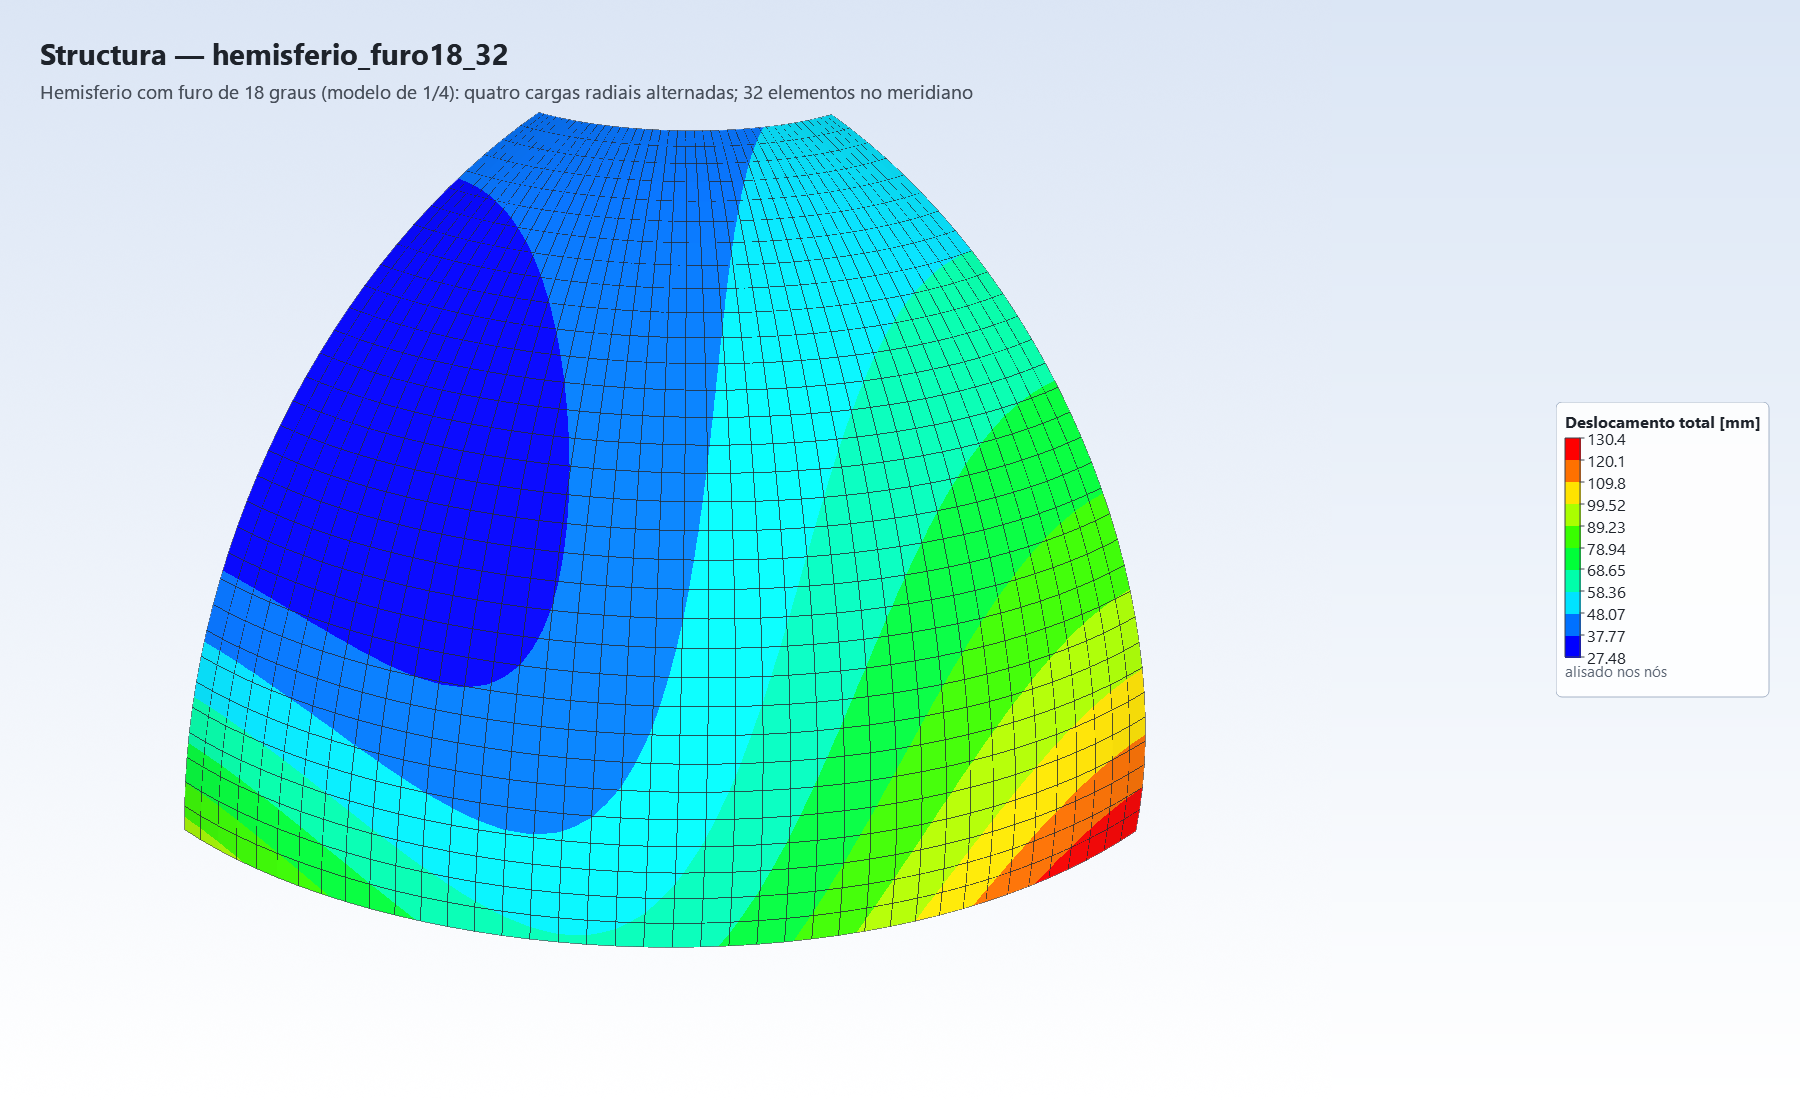 Structura — hemisferio_furo18_32
Hemisferio com furo de 18 graus (modelo de 1/4): quatro cargas radiais alternadas; 32 elementos no meridiano
Deslocamento total [mm]
130.4
120.1
109.8
99.52
89.23
78.94
68.65
58.36
48.07
37.77
27.48
alisado nos nós